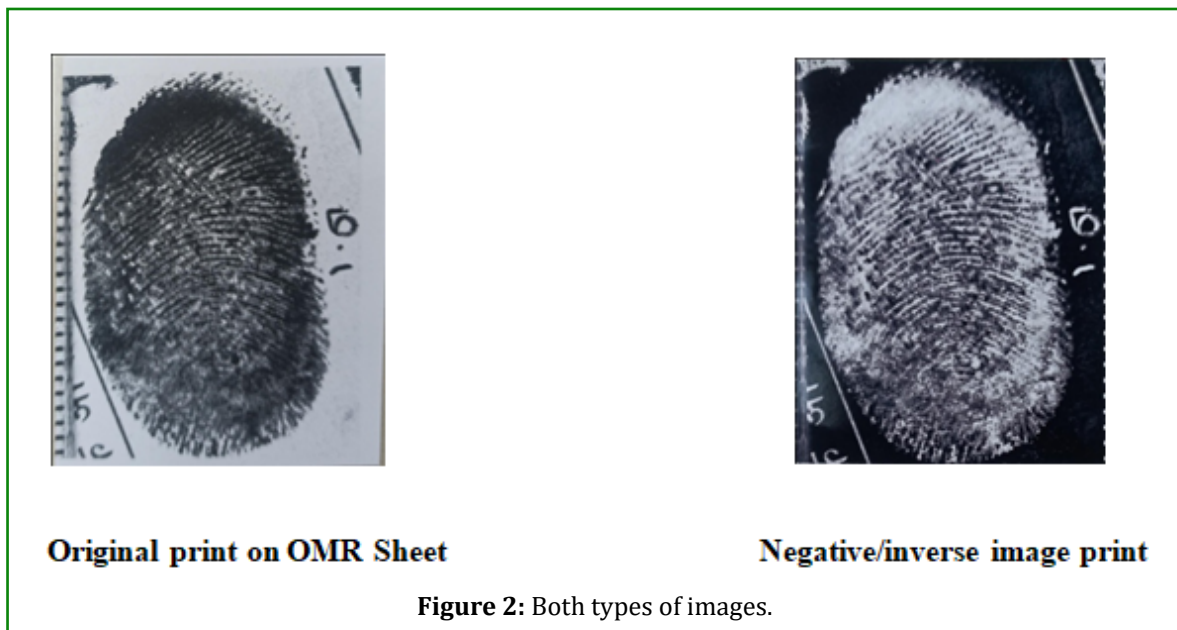 Original print on OMR Sheet
Negative/inverse image print
Figure 2: Both types of images.